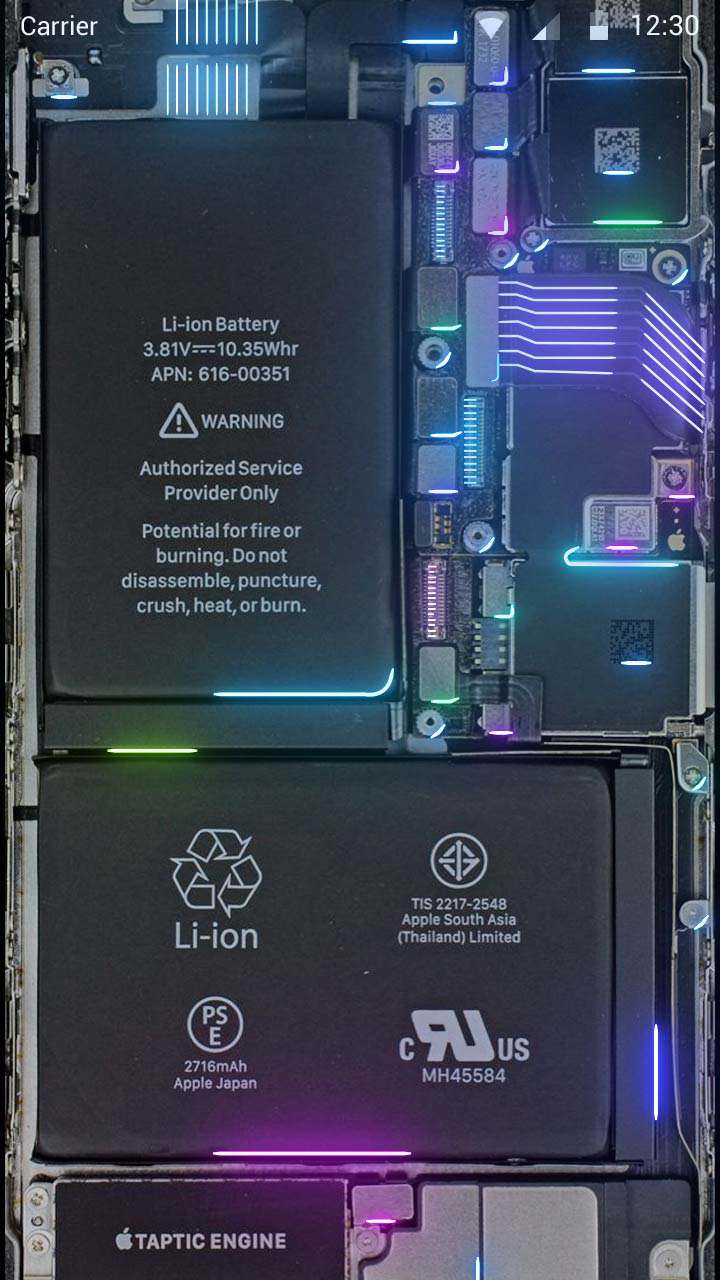 Carrier
12:30
Li-ion Battery
3.81V⎓10.35Whr
APN: 616-00351
WARNING
Authorized Service
Provider Only
Potential for fire or
burning. Do not
disassemble, puncture,
crush, heat, or burn.
Li-ion
TIS 2217-2548
Apple South Asia
(Thailand) Limited
PS
E
2716mAh
Apple Japan
c RU US
MH45584
TAPTIC ENGINE